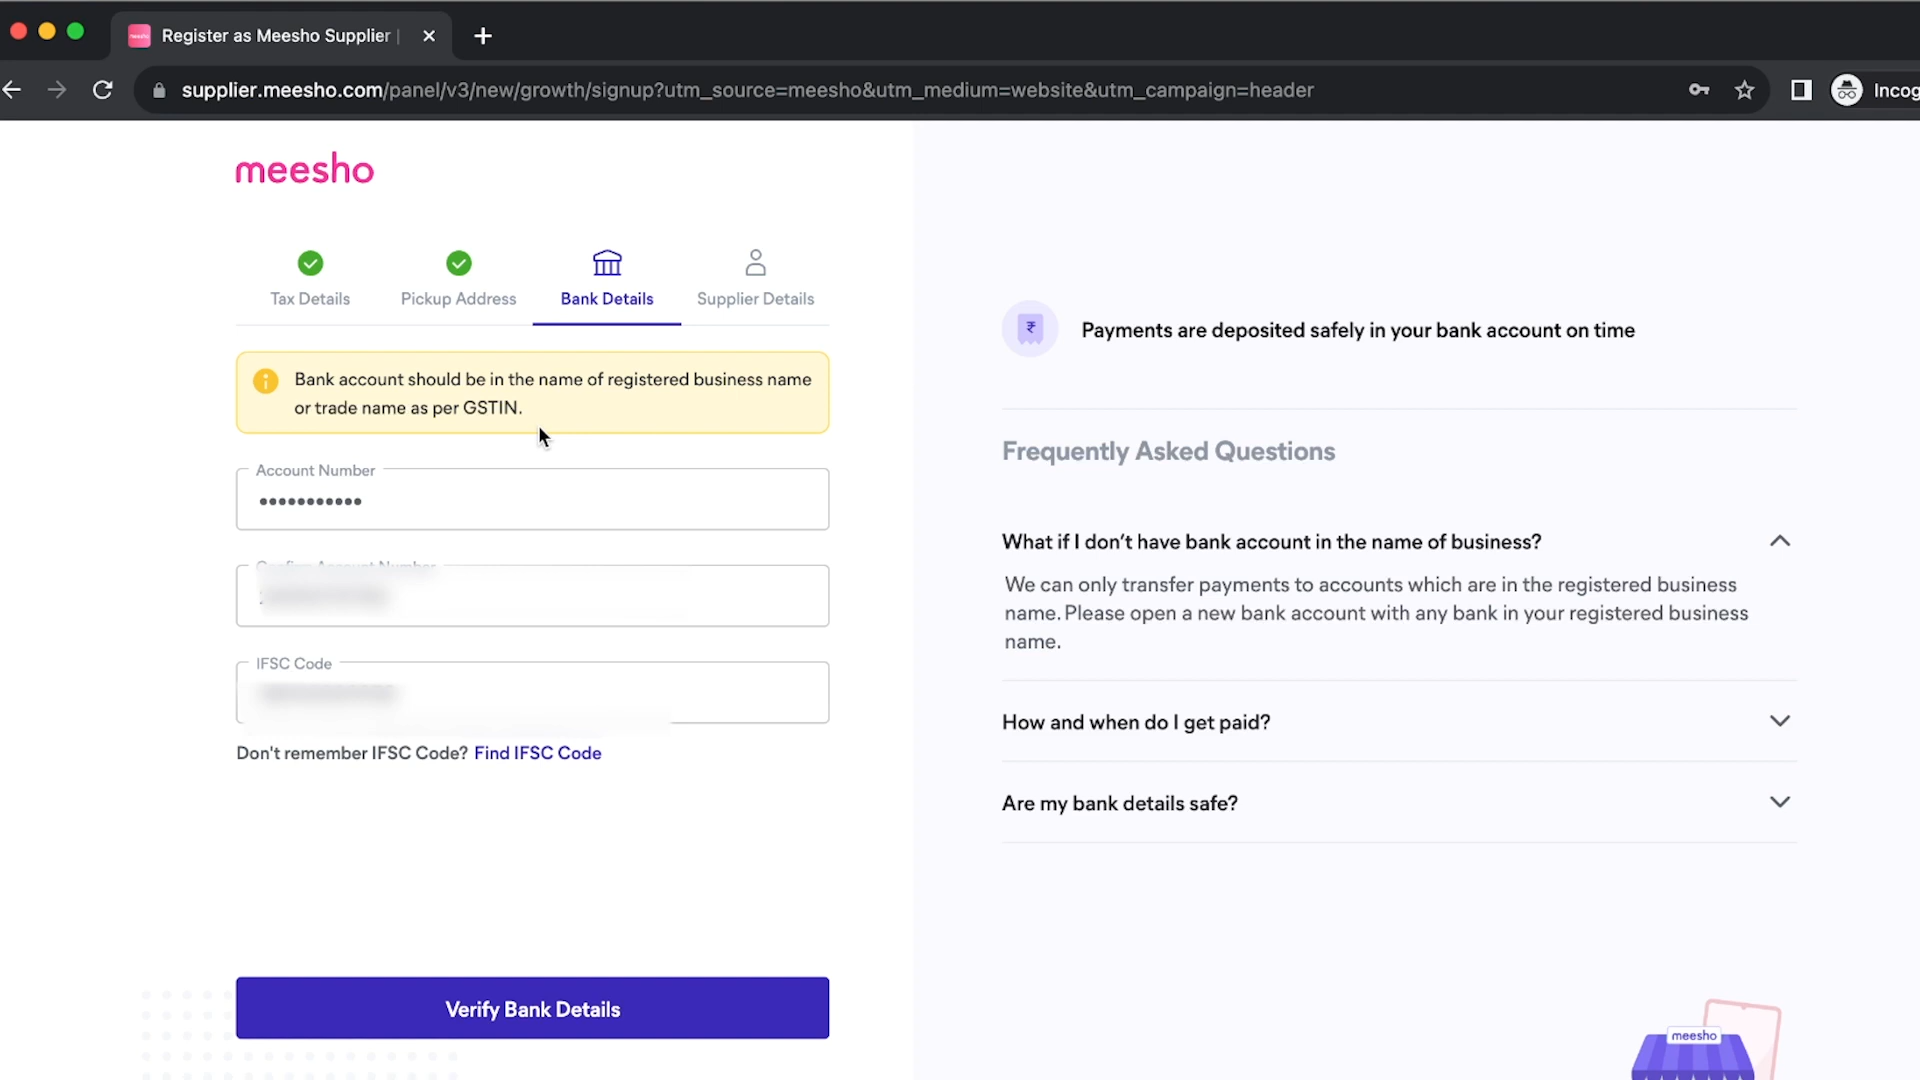 Register as Meesho Supplier |
supplier.meesho.com/panel/v3/new/growth/signup?utm_source=meesho&utm_medium=website&utm_campaign=header
Incog
meesho
Tax Details
Pickup Address
Bank Details
Supplier Details
Bank account should be in the name of registered business name
or trade name as per GSTIN.
Account Number
•••••••••••
Confirm Account Number
IFSC Code
Don't remember IFSC Code? Find IFSC Code
Verify Bank Details
₹
Payments are deposited safely in your bank account on time
Frequently Asked Questions
What if I don’t have bank account in the name of business?
We can only transfer payments to accounts which are in the registered business
name. Please open a new bank account with any bank in your registered business
name.
How and when do I get paid?
Are my bank details safe?
meesho